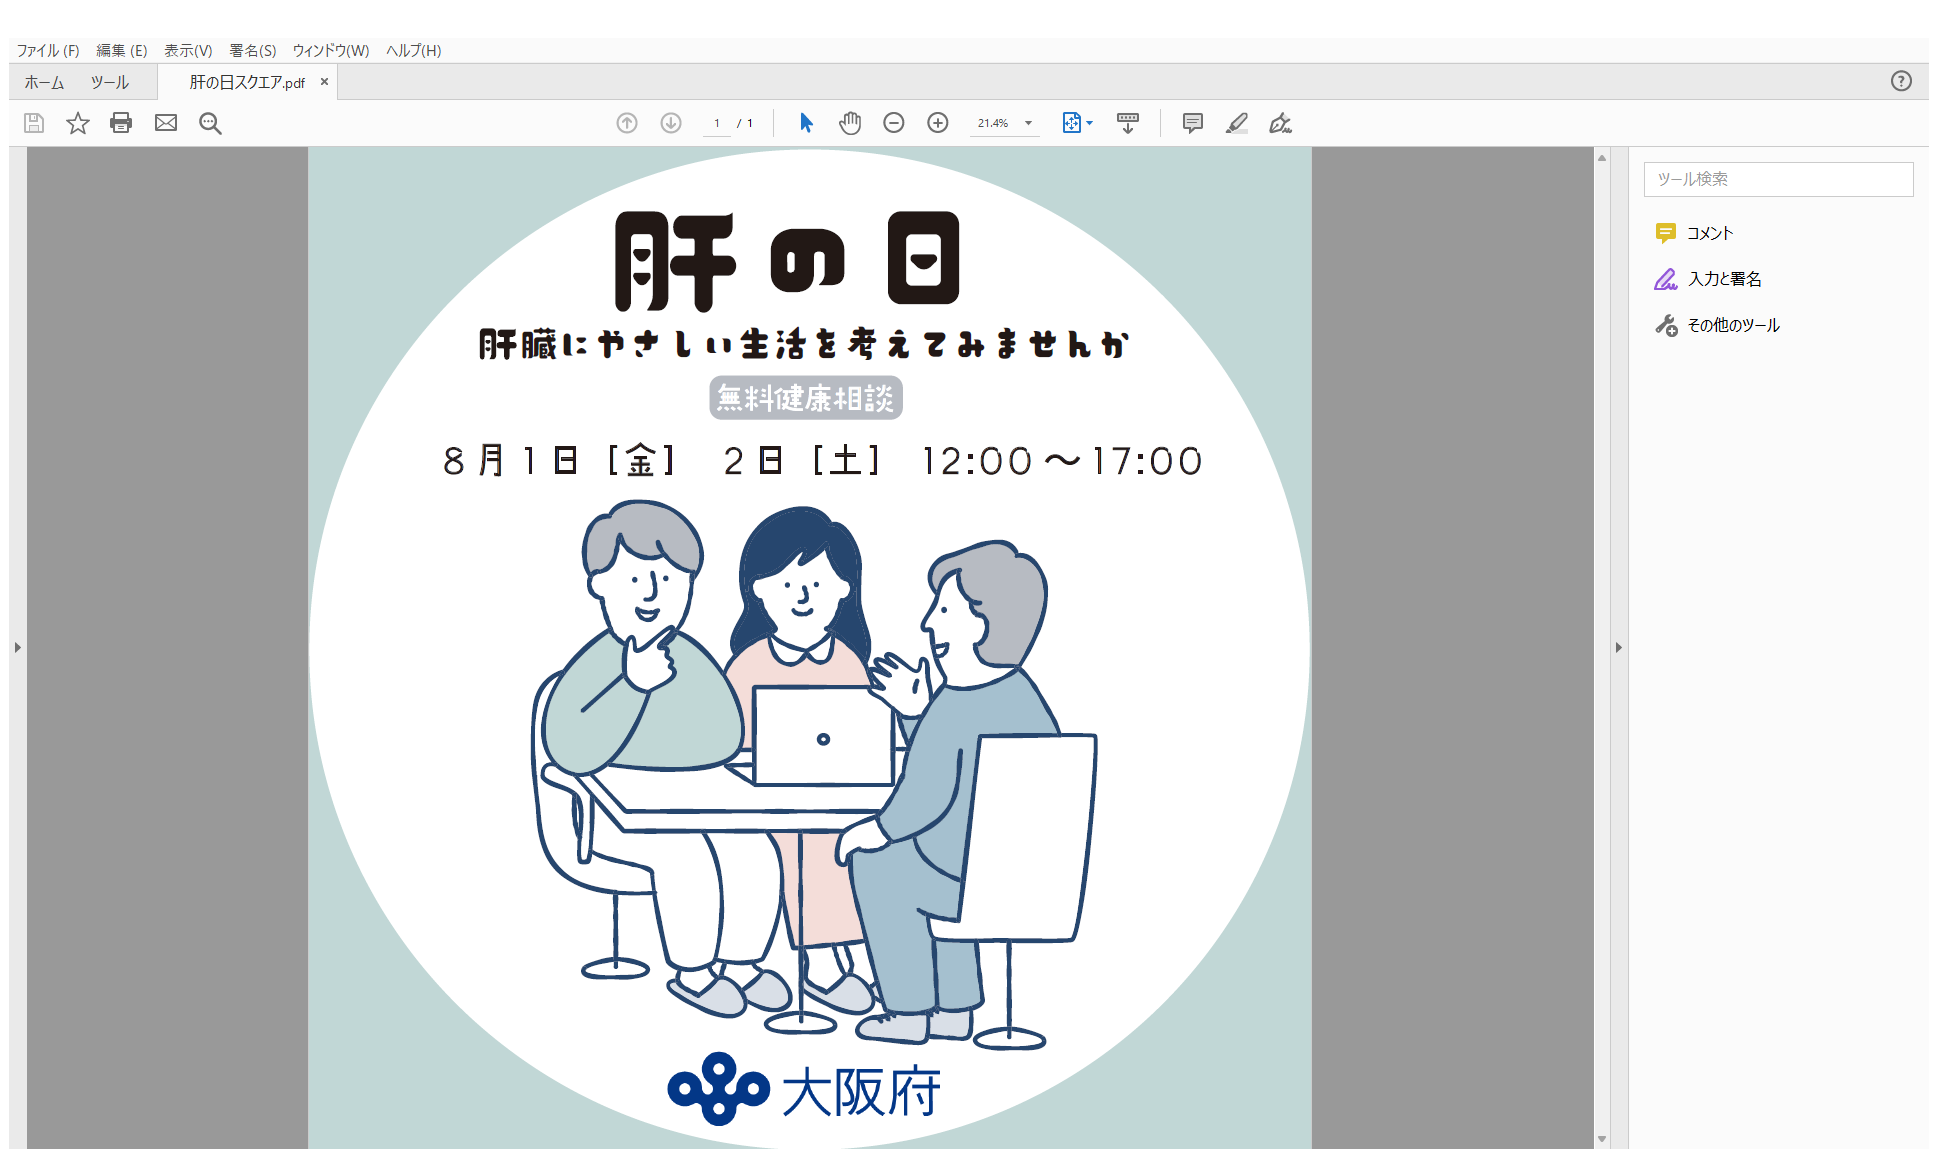 ファイル (F) 編集 (E) 表示(V) 署名(S) ウィンドウ(W) ヘルプ(H)
ホーム ツール 肝の日スクエア.pdf ×
1 / 1 21.4%
ツール検索
コメント
入力と署名
その他のツール
肝の日
肝臓にやさしい生活を考えてみませんか
無料健康相談
8月1日［金］ 2日［土］ 12:00～17:00
大阪府